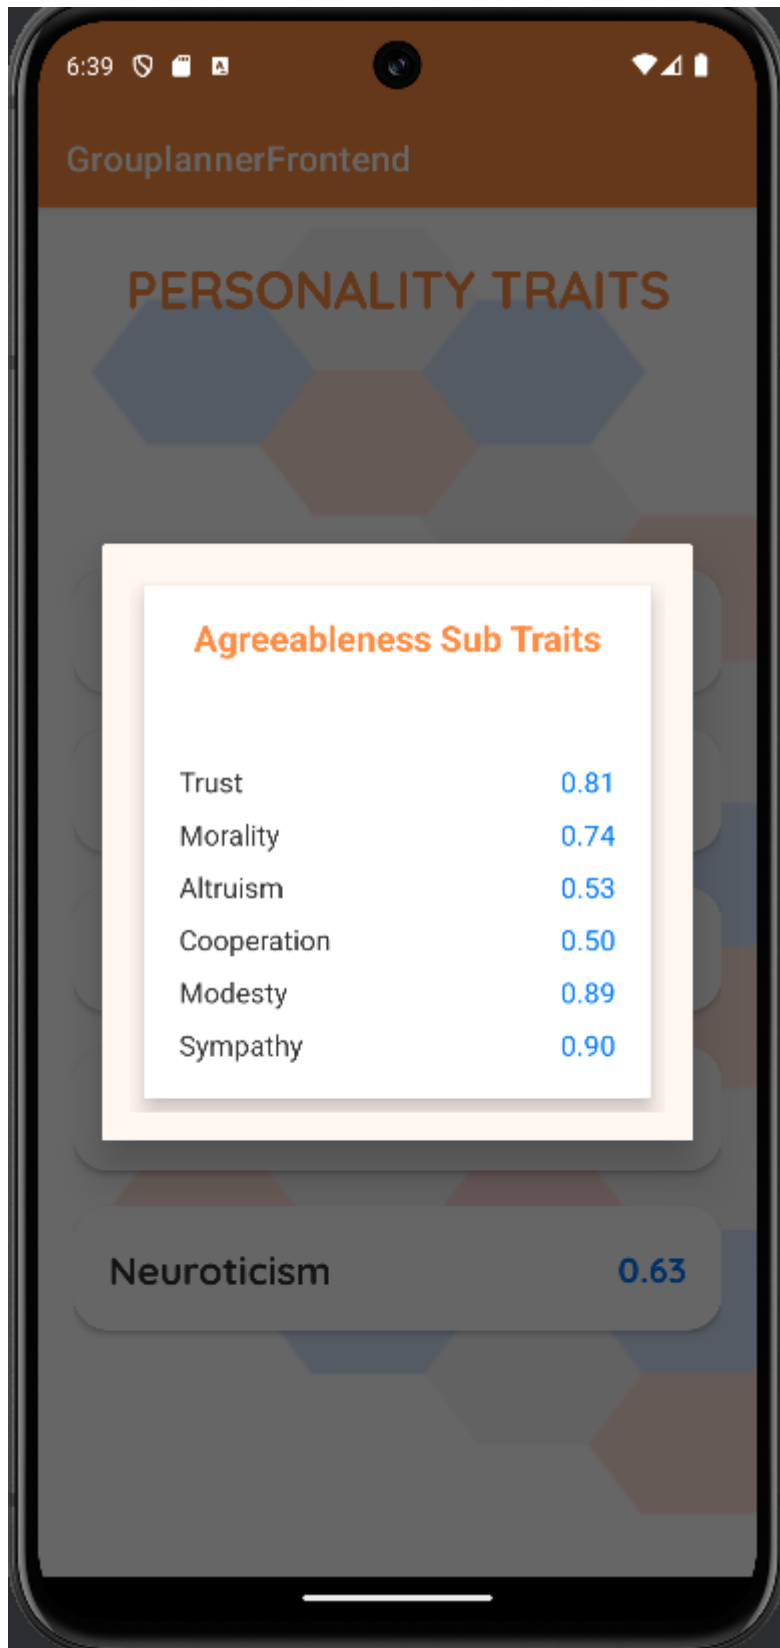 6:39
GrouplannerFrontend
PERSONALITY TRAITS
Agreeableness Sub Traits
Trust 0.81
Morality 0.74
Altruism 0.53
Cooperation 0.50
Modesty 0.89
Sympathy 0.90
Neuroticism 0.63